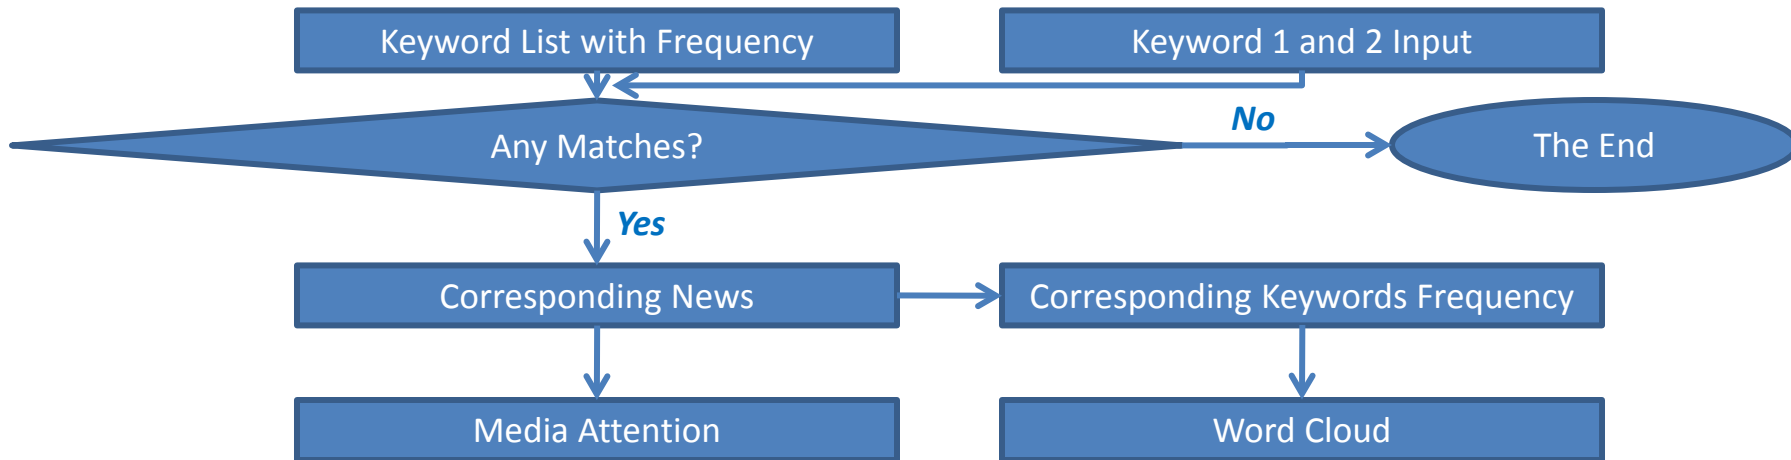 Keyword List with Frequency
Keyword 1 and 2 Input
Any Matches?
No
The End
Yes
Corresponding News
Corresponding Keywords Frequency
Media Attention
Word Cloud